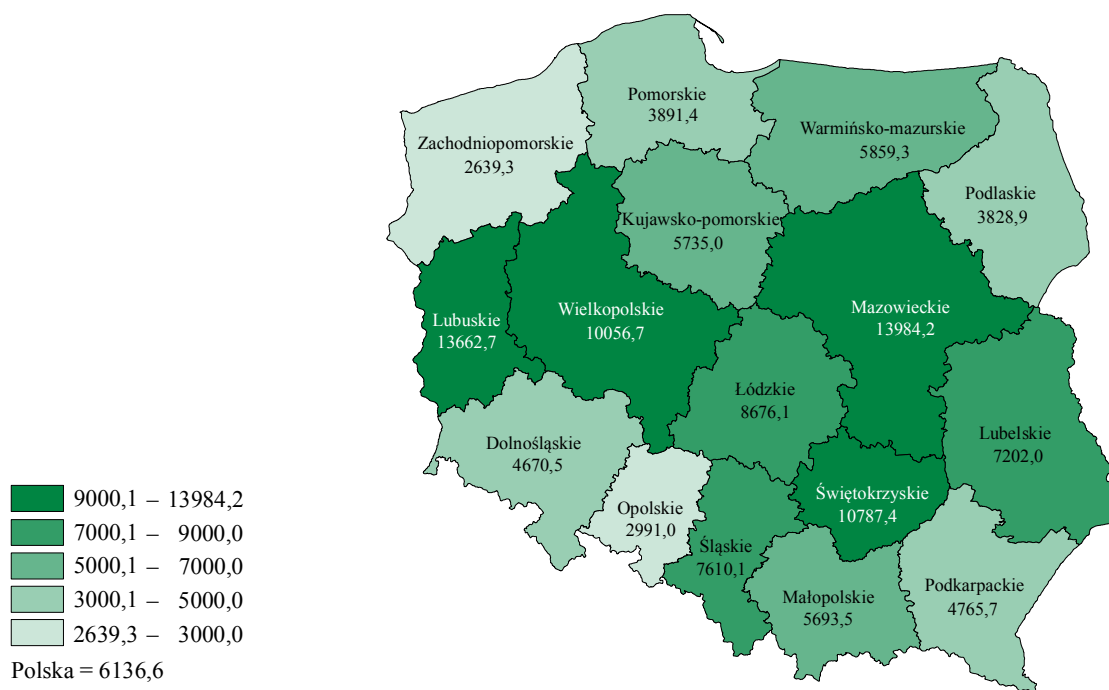 Pomorskie
3891,4
Zachodniopomorskie
2639,3
Warmińsko-mazurskie
5859,3
Podlaskie
3828,9
Kujawsko-pomorskie
5735,0
Lubuskie
13662,7
Wielkopolskie
10056,7
Mazowieckie
13984,2
Łódzkie
8676,1
Lubelskie
7202,0
Dolnośląskie
4670,5
Opolskie
2991,0
Śląskie
7610,1
Świętokrzyskie
10787,4
Małopolskie
5693,5
Podkarpackie
4765,7
9000,1 – 13984,2
7000,1 – 9000,0
5000,1 – 7000,0
3000,1 – 5000,0
2639,3 – 3000,0
Polska = 6136,6